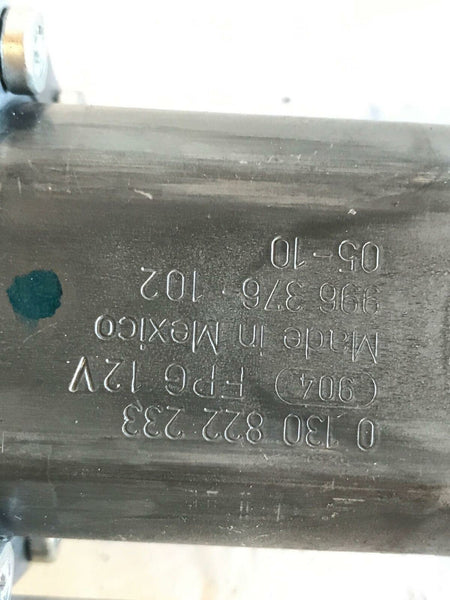 0 130 822 233
(904) FPG 12V
Made in Mexico
996 376 · 102
05-10